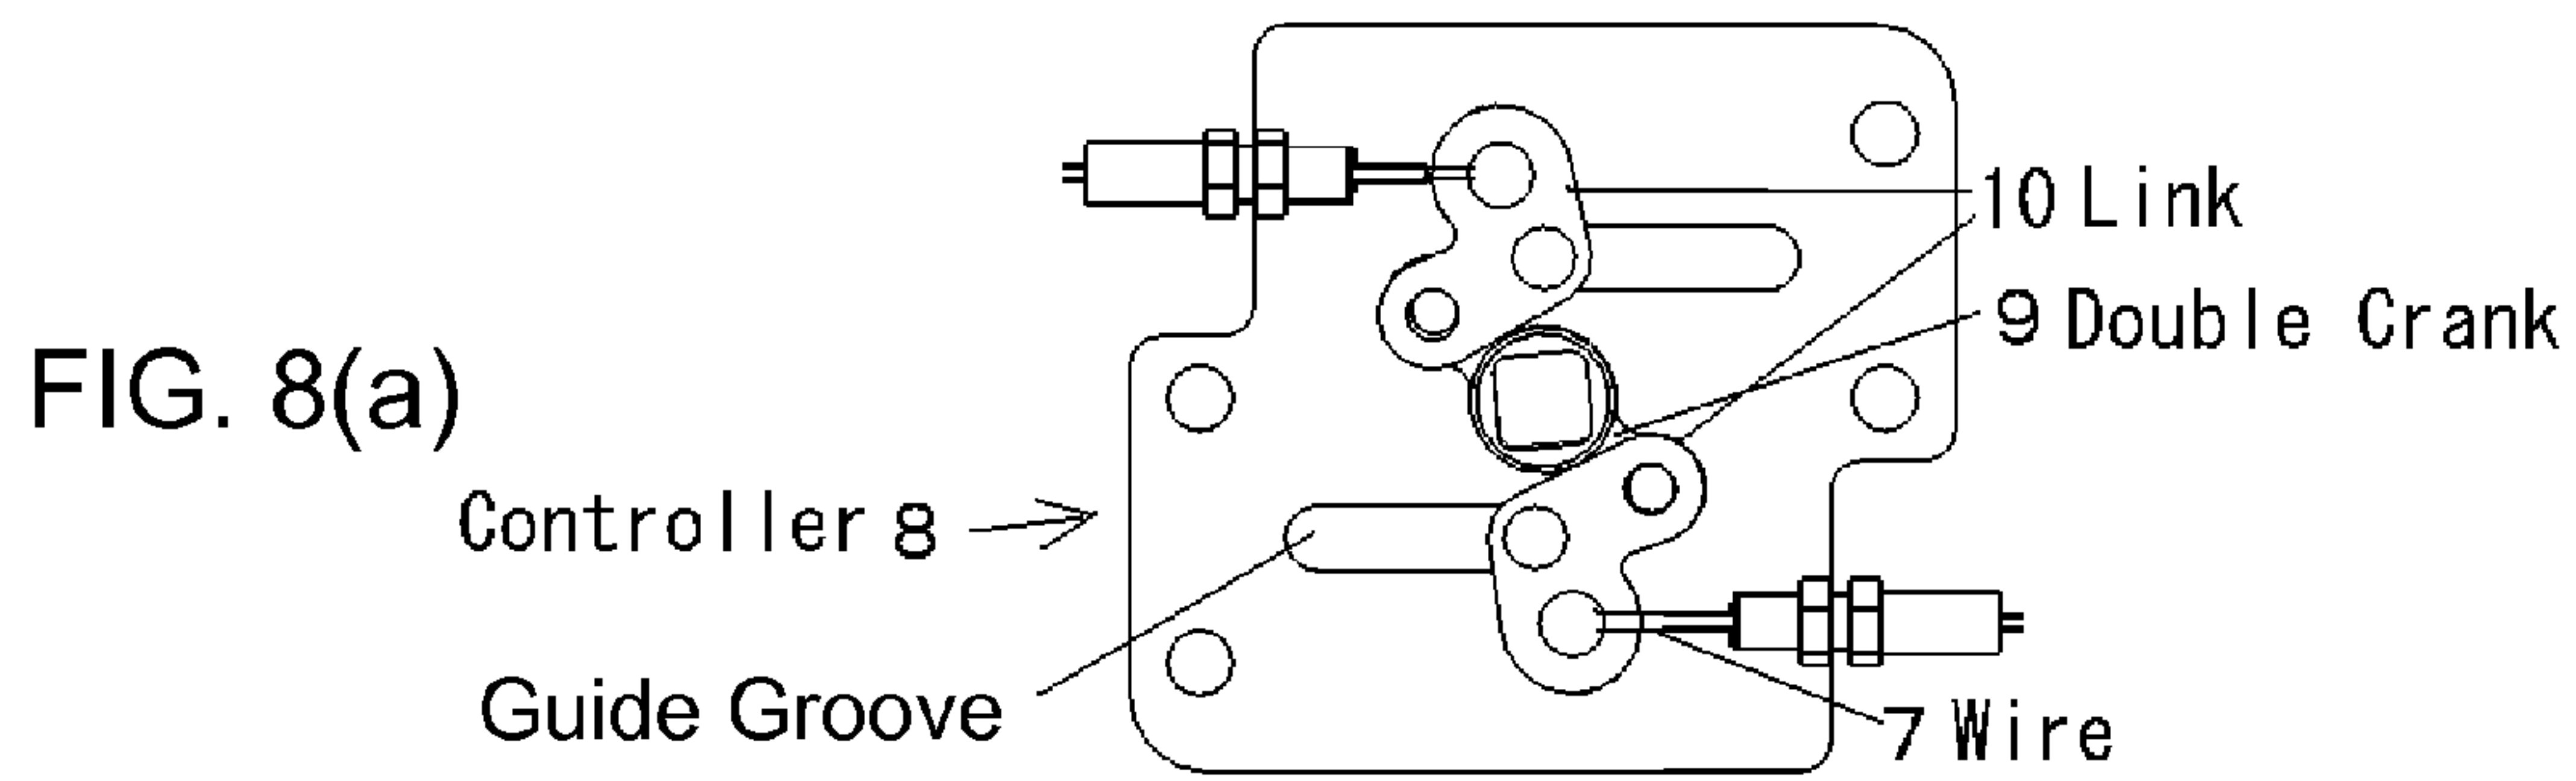 10 Link
9 Double Crank
FIG. 8(a)
Controller 8
Guide Groove
7 Wire